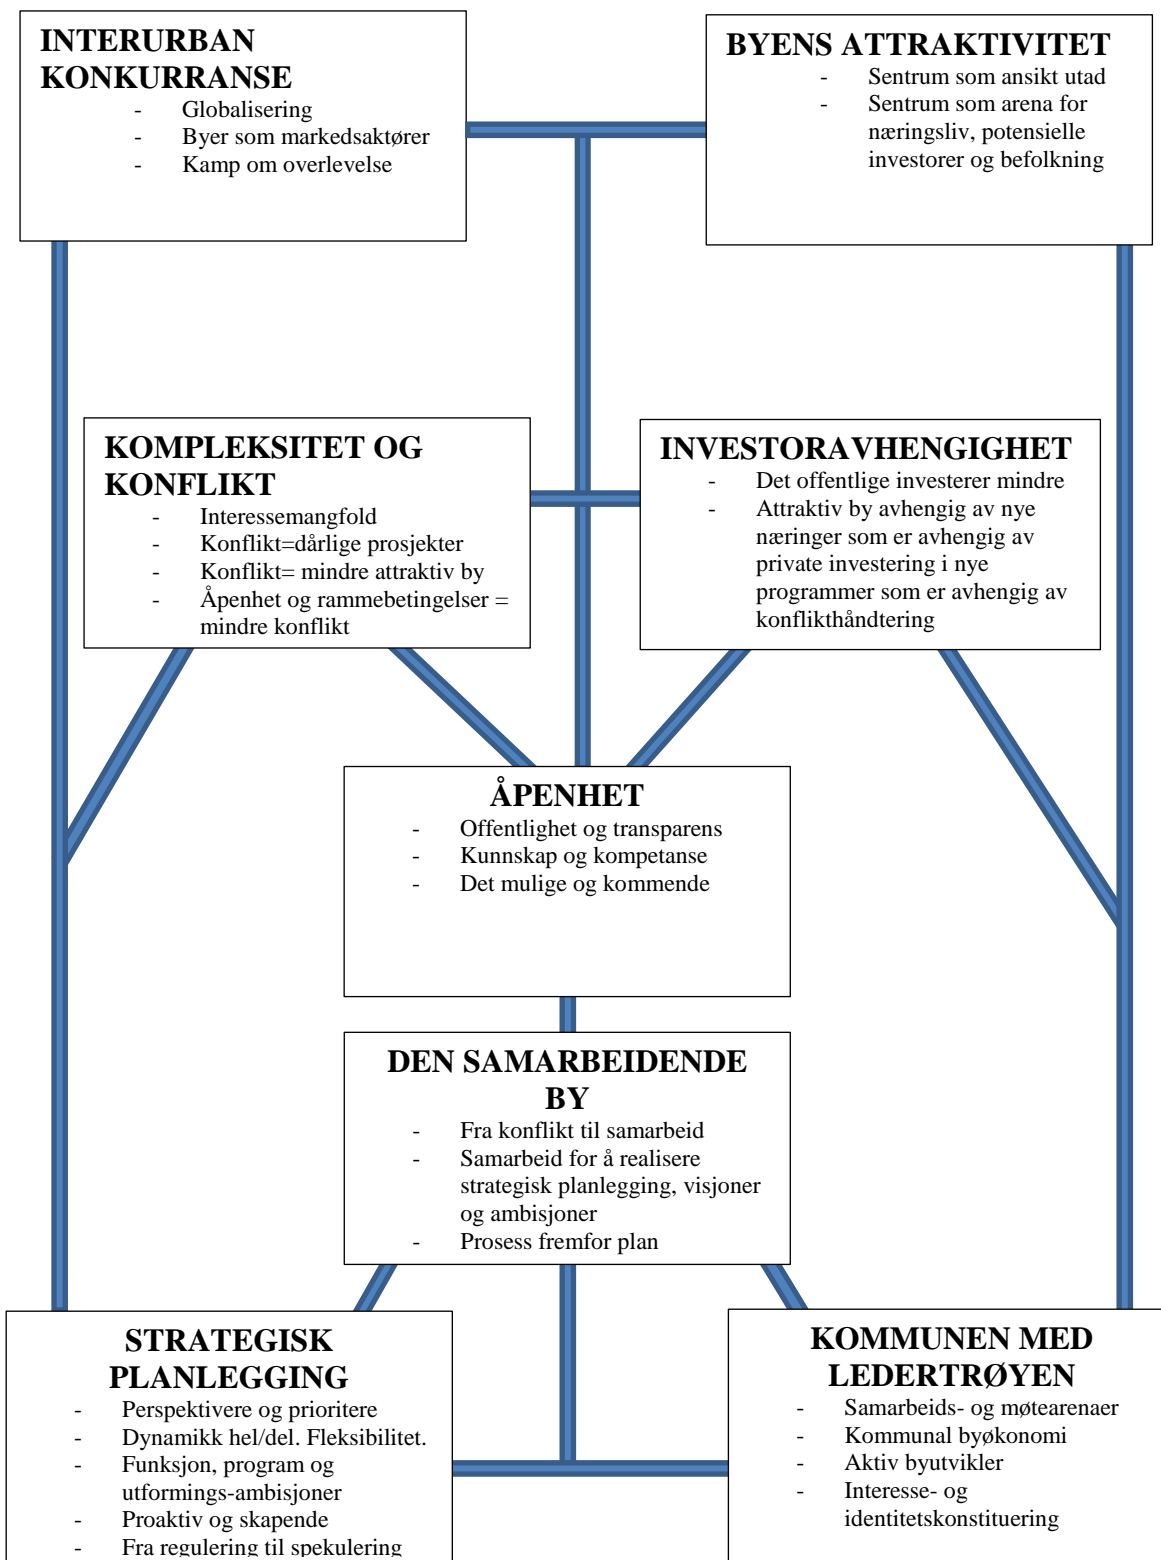 INTERURBAN
KONKURRANSE
- Globalisering
- Byer som markedsaktører
- Kamp om overlevelse
BYENS ATTRAKTIVITET
- Sentrum som ansikt utad
- Sentrum som arena for
næringsliv, potensielle
investorer og befolkning
KOMPLEKSITET OG
KONFLIKT
- Interessemangfold
- Konflikt=dårlige prosjekter
- Konflikt= mindre attraktiv by
- Åpenhet og rammebetingelser =
mindre konflikt
INVESTORAVHENGIGHET
- Det offentlige investerer mindre
- Attraktiv by avhengig av nye
næringer som er avhengig av
private investering i nye
programmer som er avhengig av
konflikthåndtering
ÅPENHET
- Offentlighet og transparens
- Kunnskap og kompetanse
- Det mulige og kommende
DEN SAMARBEIDENDE
BY
- Fra konflikt til samarbeid
- Samarbeid for å realisere
strategisk planlegging, visjoner
og ambisjoner
- Prosess fremfor plan
STRATEGISK
PLANLEGGING
- Perspektivere og prioritere
- Dynamikk hel/del. Fleksibilitet.
- Funksjon, program og
utformings-ambisjoner
- Proaktiv og skapende
- Fra regulering til spekulering
KOMMUNEN MED
LEDERTRØYEN
- Samarbeids- og møtearenaer
- Kommunal byøkonomi
- Aktiv byutvikler
- Interesse- og
identitetskonstituering